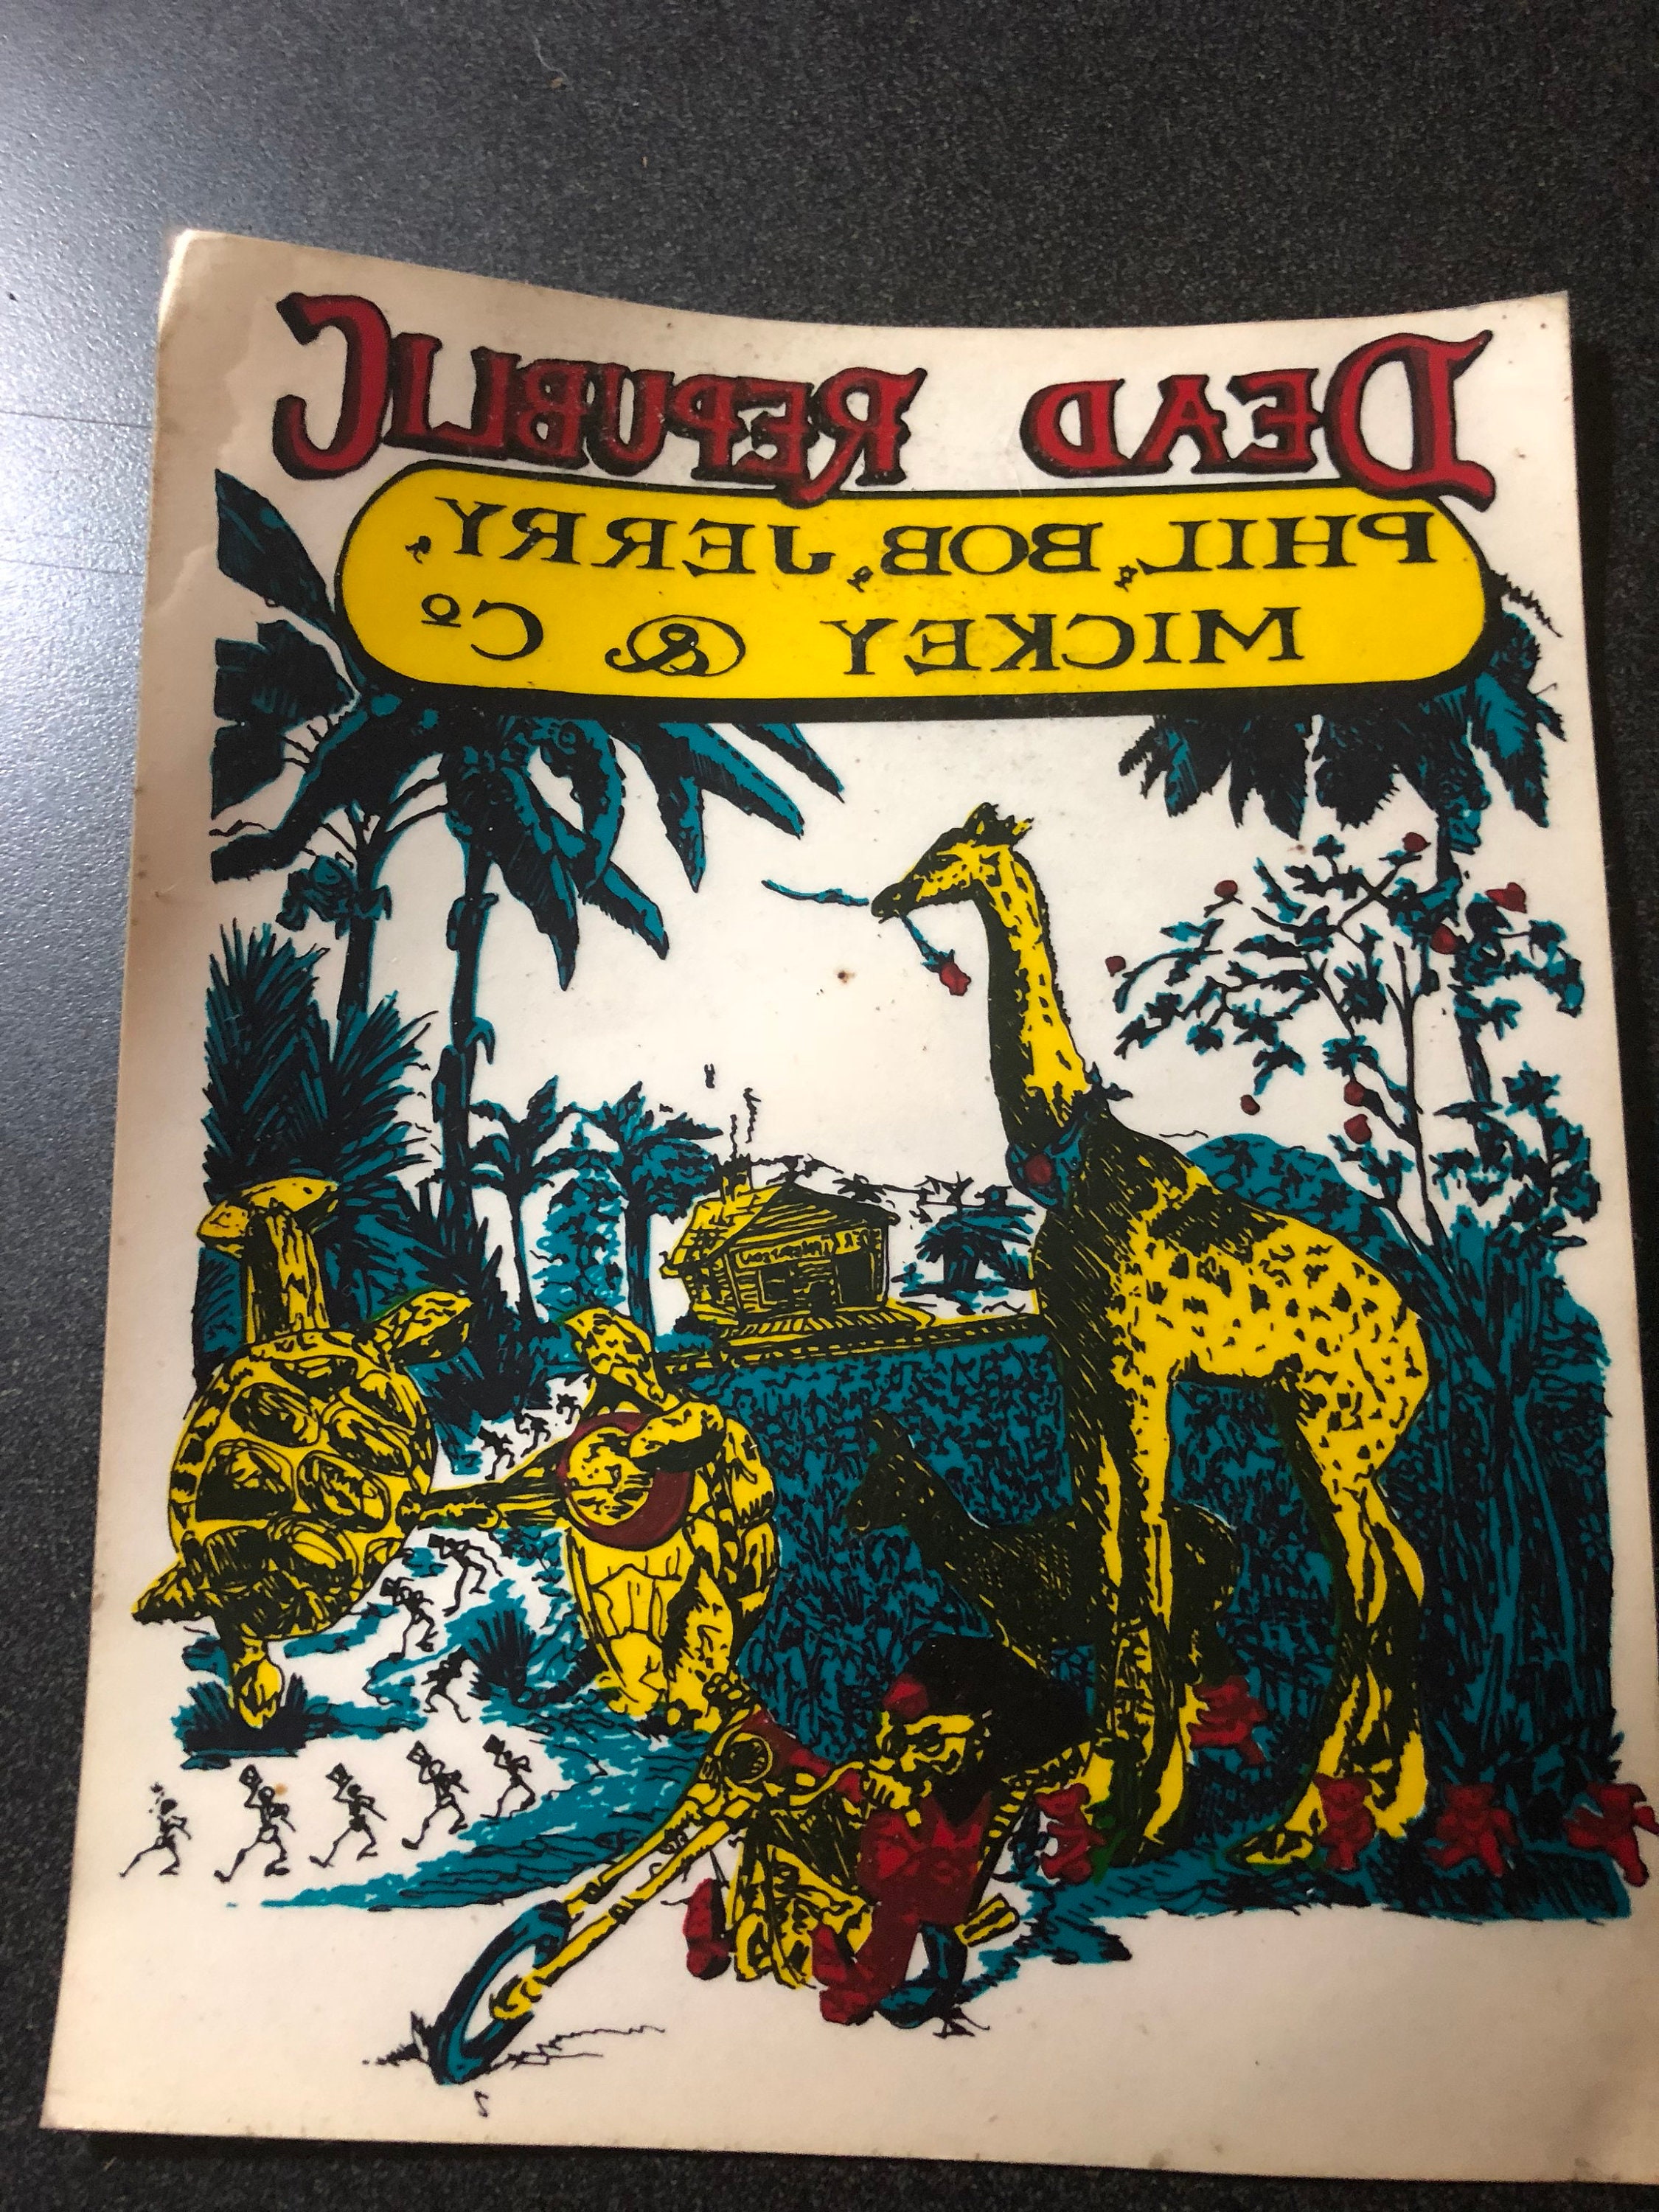 DEAD REPUBLIC
PHIL, BOB, JERRY,
MICKEY & Cº